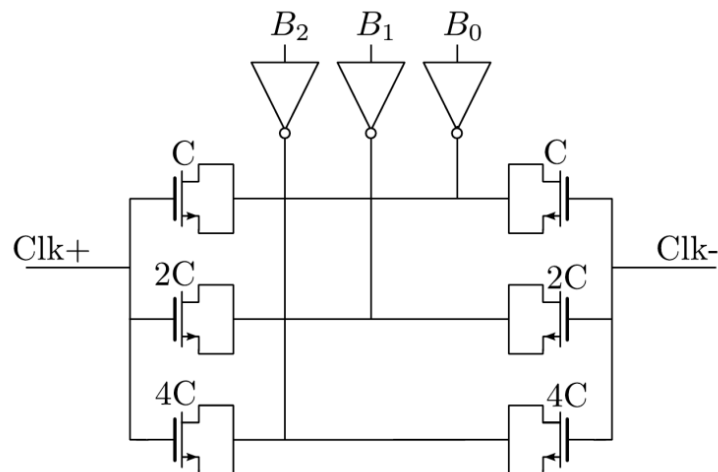 B₂ B₁ B₀
C C
Clk+ Clk-
2C 2C
4C 4C